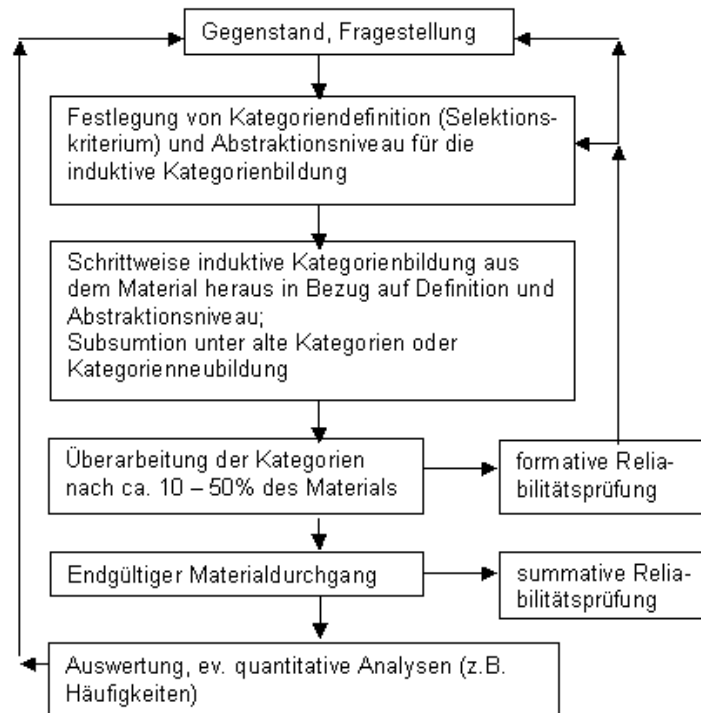 Gegenstand, Fragestellung
Festlegung von Kategoriendefinition (Selektions-
kriterium) und Abstraktionsniveau für die
induktive Kategorienbildung
Schrittweise induktive Kategorienbildung aus
dem Material heraus in Bezug auf Definition und
Abstraktionsniveau;
Subsumtion unter alte Kategorien oder
Kategorienneubildung
Überarbeitung der Kategorien
nach ca. 10 – 50% des Materials
formative Relia-
bilitätsprüfung
Endgültiger Materialdurchgang
summative Relia-
bilitätsprüfung
Auswertung, ev. quantitative Analysen (z.B.
Häufigkeiten)